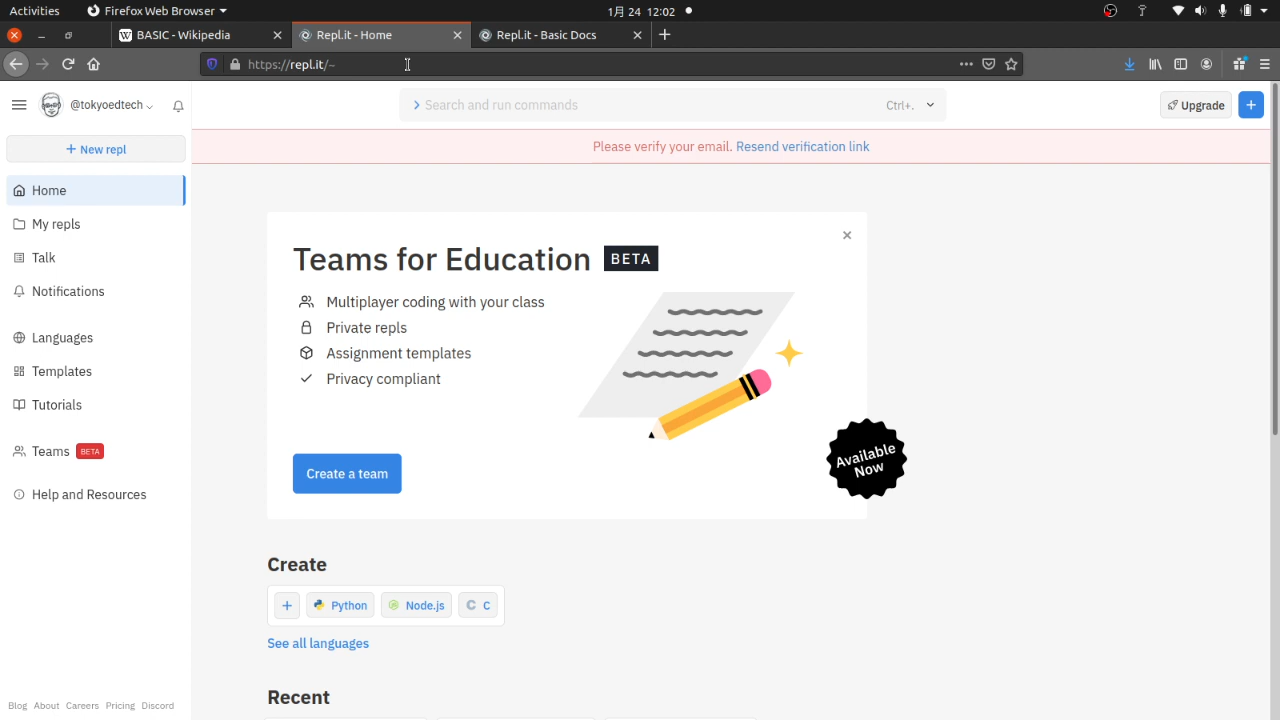 Activities
Firefox Web Browser
1月 24 12:02
BASIC - Wikipedia
Repl.it - Home
Repl.it - Basic Docs
https://repl.it/~
@tokyoedtech
Search and run commands
Ctrl+.
Upgrade
+ New repl
Please verify your email. Resend verification link
Home
My repls
Talk
Notifications
Languages
Templates
Tutorials
Teams BETA
Help and Resources
Teams for Education BETA
Multiplayer coding with your class
Private repls
Assignment templates
Privacy compliant
Create a team
Available
Now
Create
+ Python Node.js C
See all languages
Recent
Blog About Careers Pricing Discord